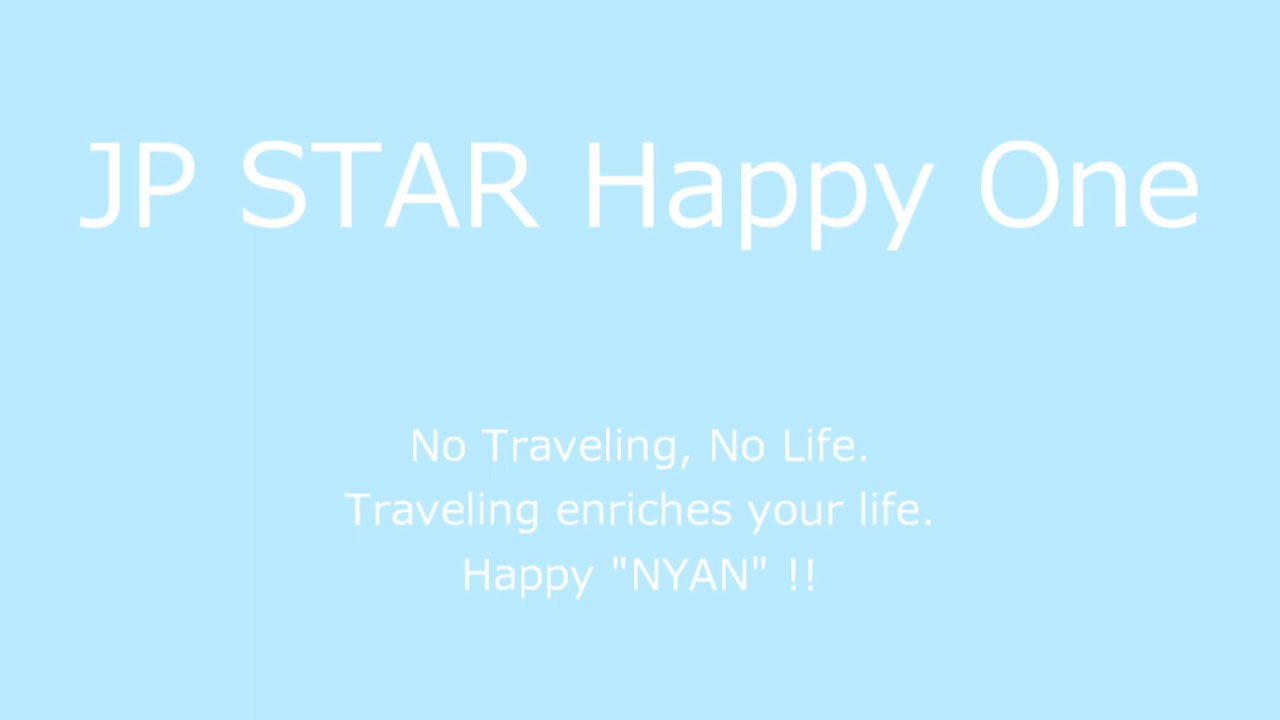 JP STAR Happy One
No Traveling, No Life.
Traveling enriches your life.
Happy "NYAN" !!